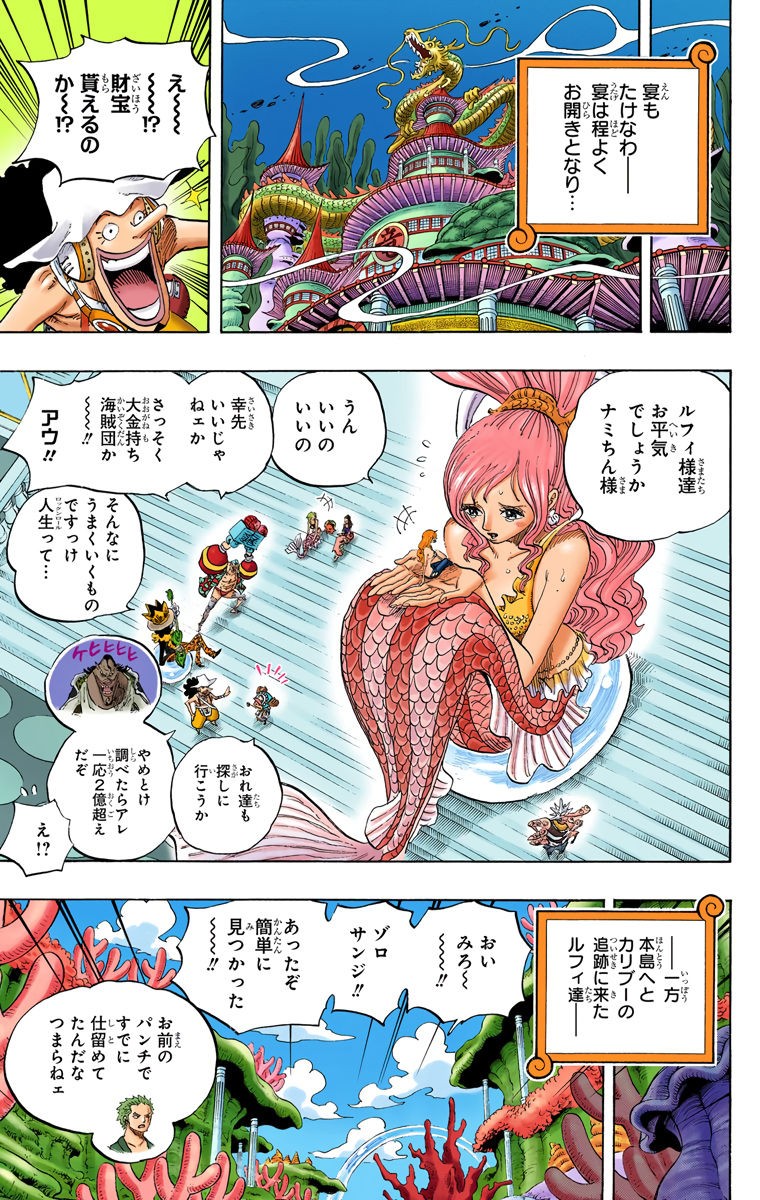 宴も
たけなわ――
宴は程よく
お開きとなり…
え～～
～～!?
財宝
貰えるの
か～!?
ルフィ様達
お平気
でしょうか
ナミちん様
うん
いいの
いいの
幸先
いいじゃ
ねェか
さっそく
大金持ち
海賊団か
～～!!
アウ!!
そんなに
うまくいくもの
ですっけ
人生って…
ケヒヒヒヒ
おれ達も
探しに
行こうか
やめとけ
調べたらアレ
一応2億超え
だぞ
え!?
――一方
本島へと
カリブーの
追跡に来た
ルフィ達――
おい
みろ～
～～!!
ゾロ
サンジ!!
あったぞ
簡単に
見つかった
～～!!
お前の
パンチで
すでに
仕留めて
たんだな
つまらねェ